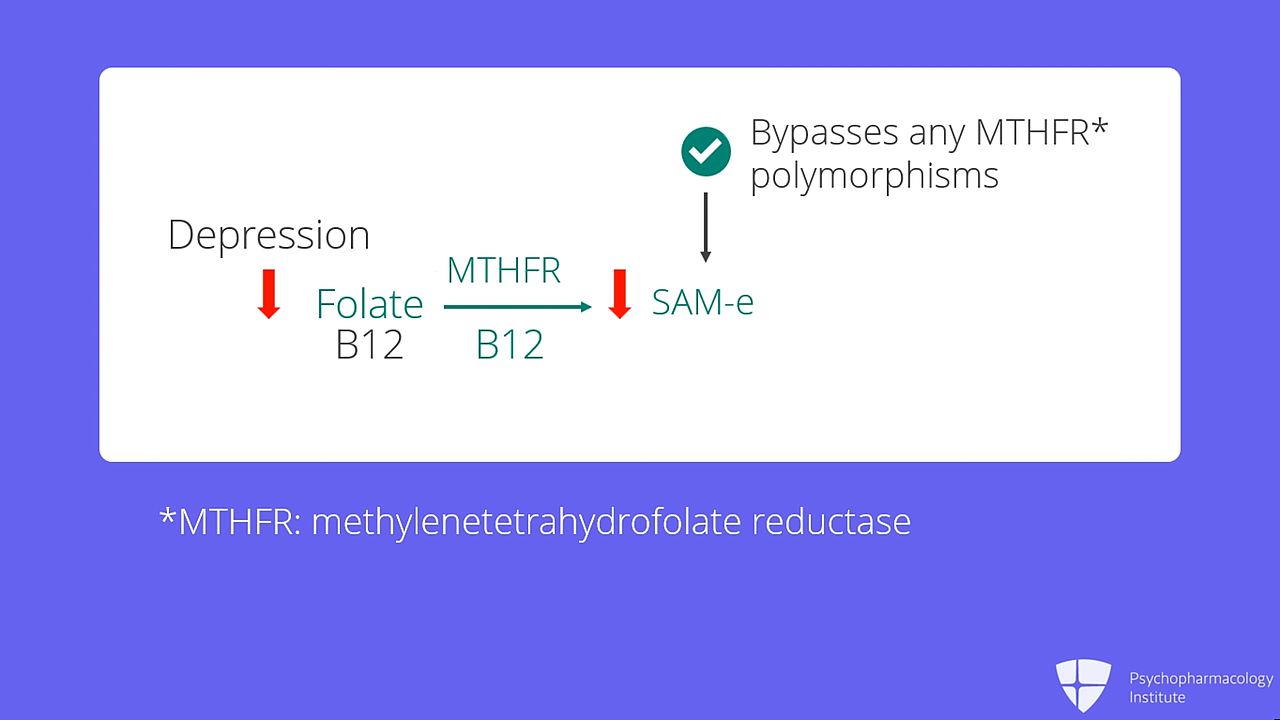 Bypasses any MTHFR*
polymorphisms
Depression
MTHFR
Folate
SAM-e
B12
B12
*MTHFR: methylenetetrahydrofolate reductase
Psychopharmacology
Institute